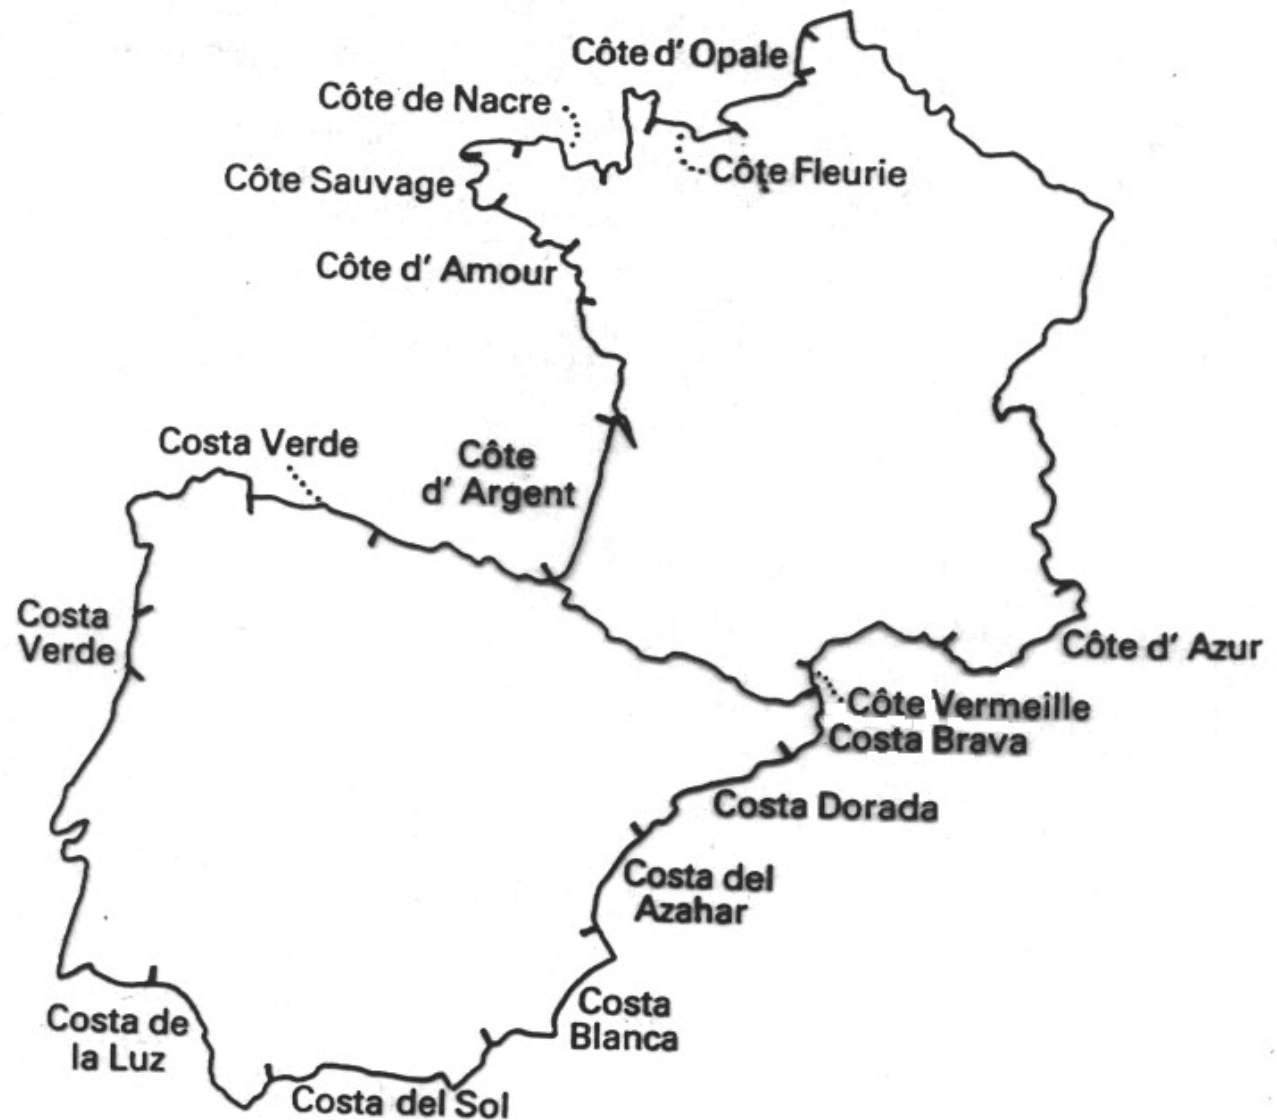 Côte d' Opale
Côte de Nacre
Côte Fleurie
Côte Sauvage
Côte d' Amour
Costa Verde
Côte
d' Argent
Costa
Verde
Côte d' Azur
Côte Vermeille
Costa Brava
Costa Dorada
Costa del
Azahar
Costa
Blanca
Costa de
la Luz
Costa del Sol